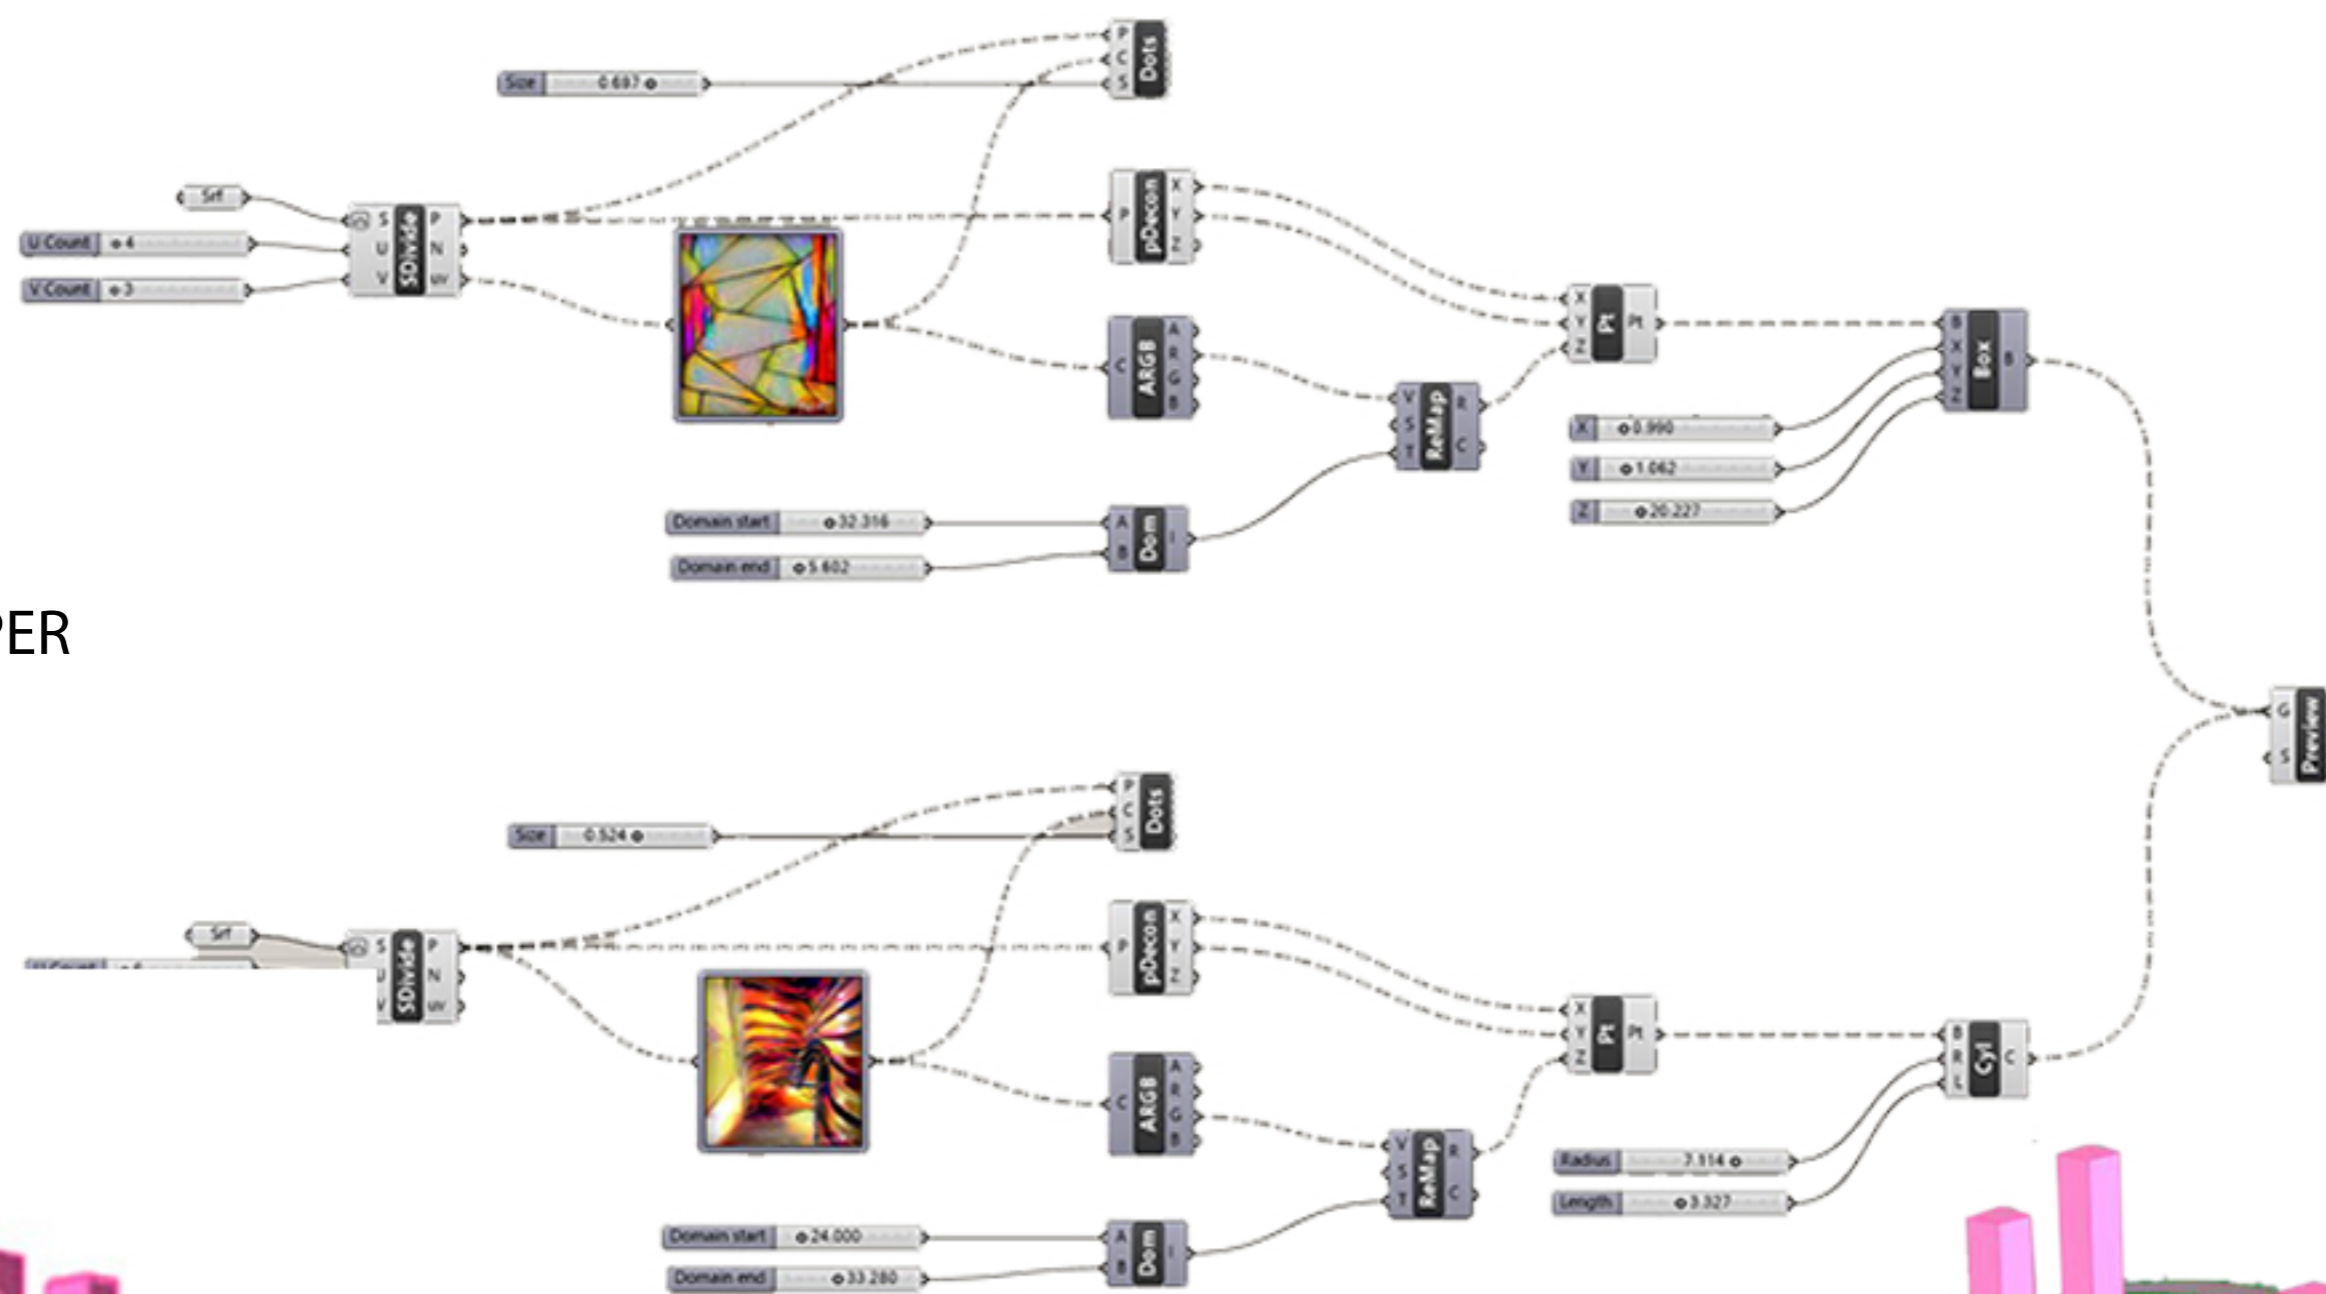 P
C
S
Dots
Size 0.697
Srf
U Count 4
V Count 3
S
U
V
SDivide
P
N
uv
P
pDecon
X
Y
Z
C
ARGB
A
R
G
B
X
Y
Z
Pt
Pt
V
S
ReMap
R
C
B
X
Y
Z
Box
B
X 0.990
Y 1.062
Z 20.227
Domain start 32.316
Domain end 5.602
A
B
Dom
I
PER
G
S
Preview
P
C
S
Dots
Size 0.524
Srf
U Count
S
U
V
SDivide
P
N
uv
P
pDecon
X
Y
Z
C
ARGB
A
R
G
B
X
Y
Z
Pt
Pt
V
S
T
ReMap
R
C
B
R
Cyl
C
Radius 7.114
Length 3.327
Domain start 24.000
Domain end 33.280
A
B
Dom
I